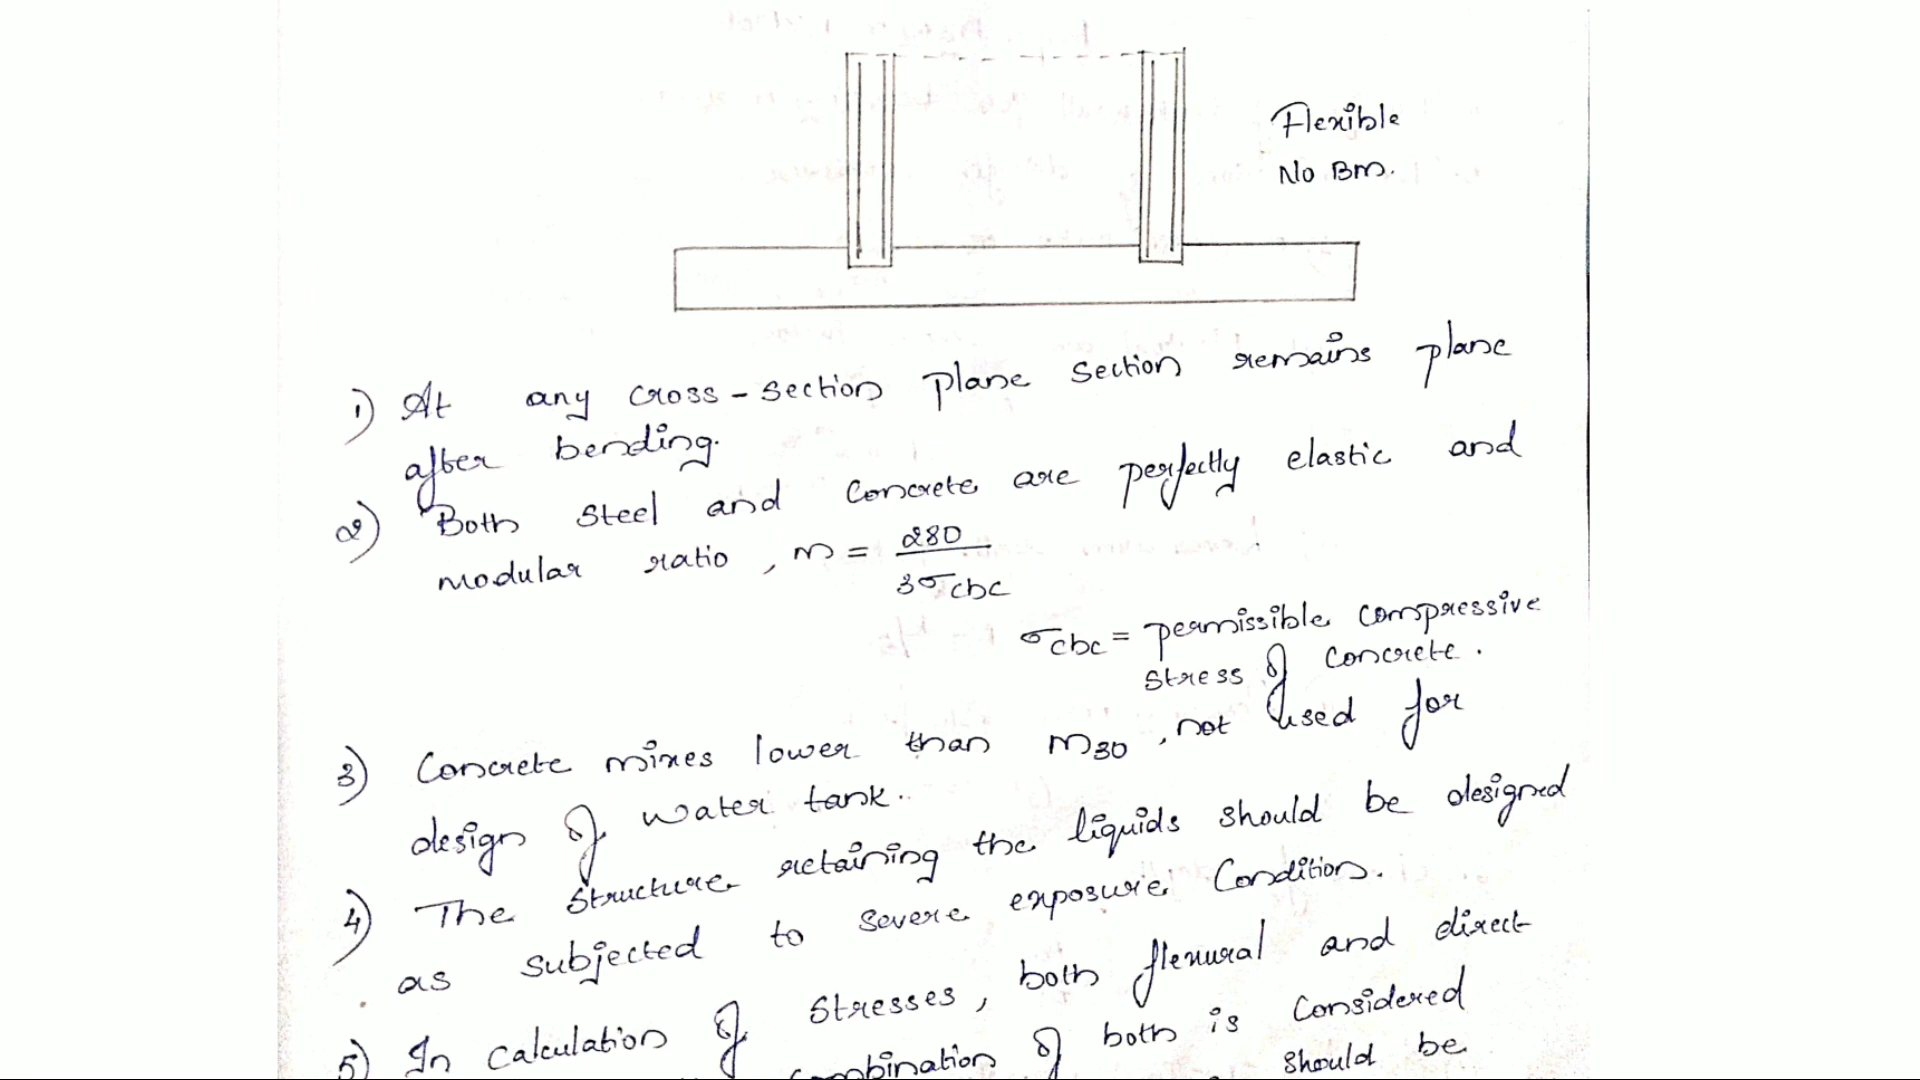 Flexible
No Bm.
1) At any cross-section plane section remains plane
after bending.
2) Both steel and concrete are perfectly elastic and
modular ratio, m = 280 / 3σcbc
σcbc = permissible compressive
stress of concrete.
3) Concrete mixes lower than M30, not used for
design of water tank.
4) The structure retaining the liquids should be designed
as subjected to severe exposure condition.
5) In calculation of stresses, both flexural and direct
combination of both is considered
should be